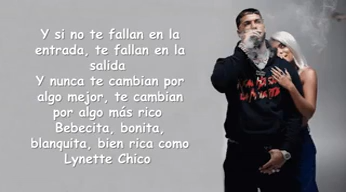 Y si no te fallan en la
entrada, te fallan en la
salida
Y nunca te cambian por
algo mejor, te cambian
por algo más rico
Bebecita, bonita,
blanquita, bien rica como
Lynette Chico